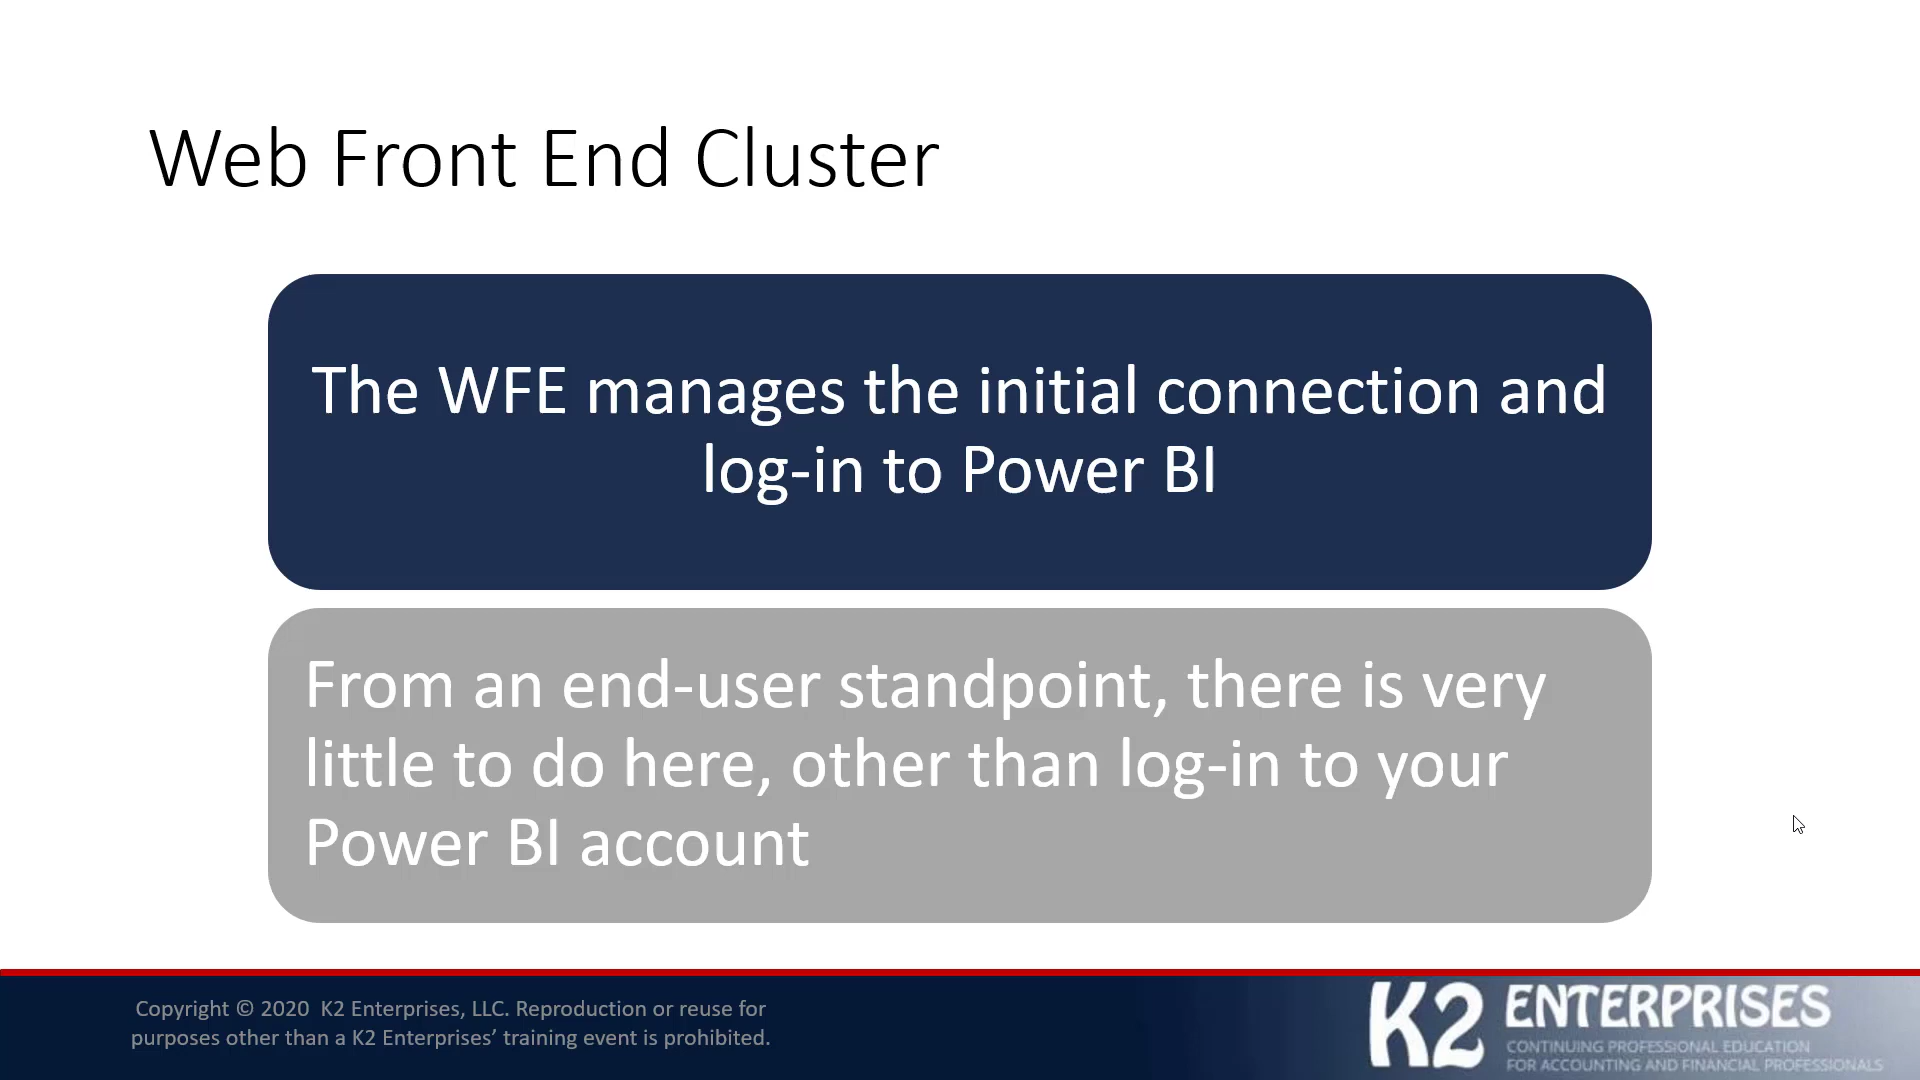 Web Front End Cluster
The WFE manages the initial connection and
log-in to Power BI
From an end-user standpoint, there is very
little to do here, other than log-in to your
Power BI account
Copyright © 2020  K2 Enterprises, LLC. Reproduction or reuse for
purposes other than a K2 Enterprises’ training event is prohibited.
K2 ENTERPRISES
CONTINUING PROFESSIONAL EDUCATION
FOR ACCOUNTING AND FINANCIAL PROFESSIONALS